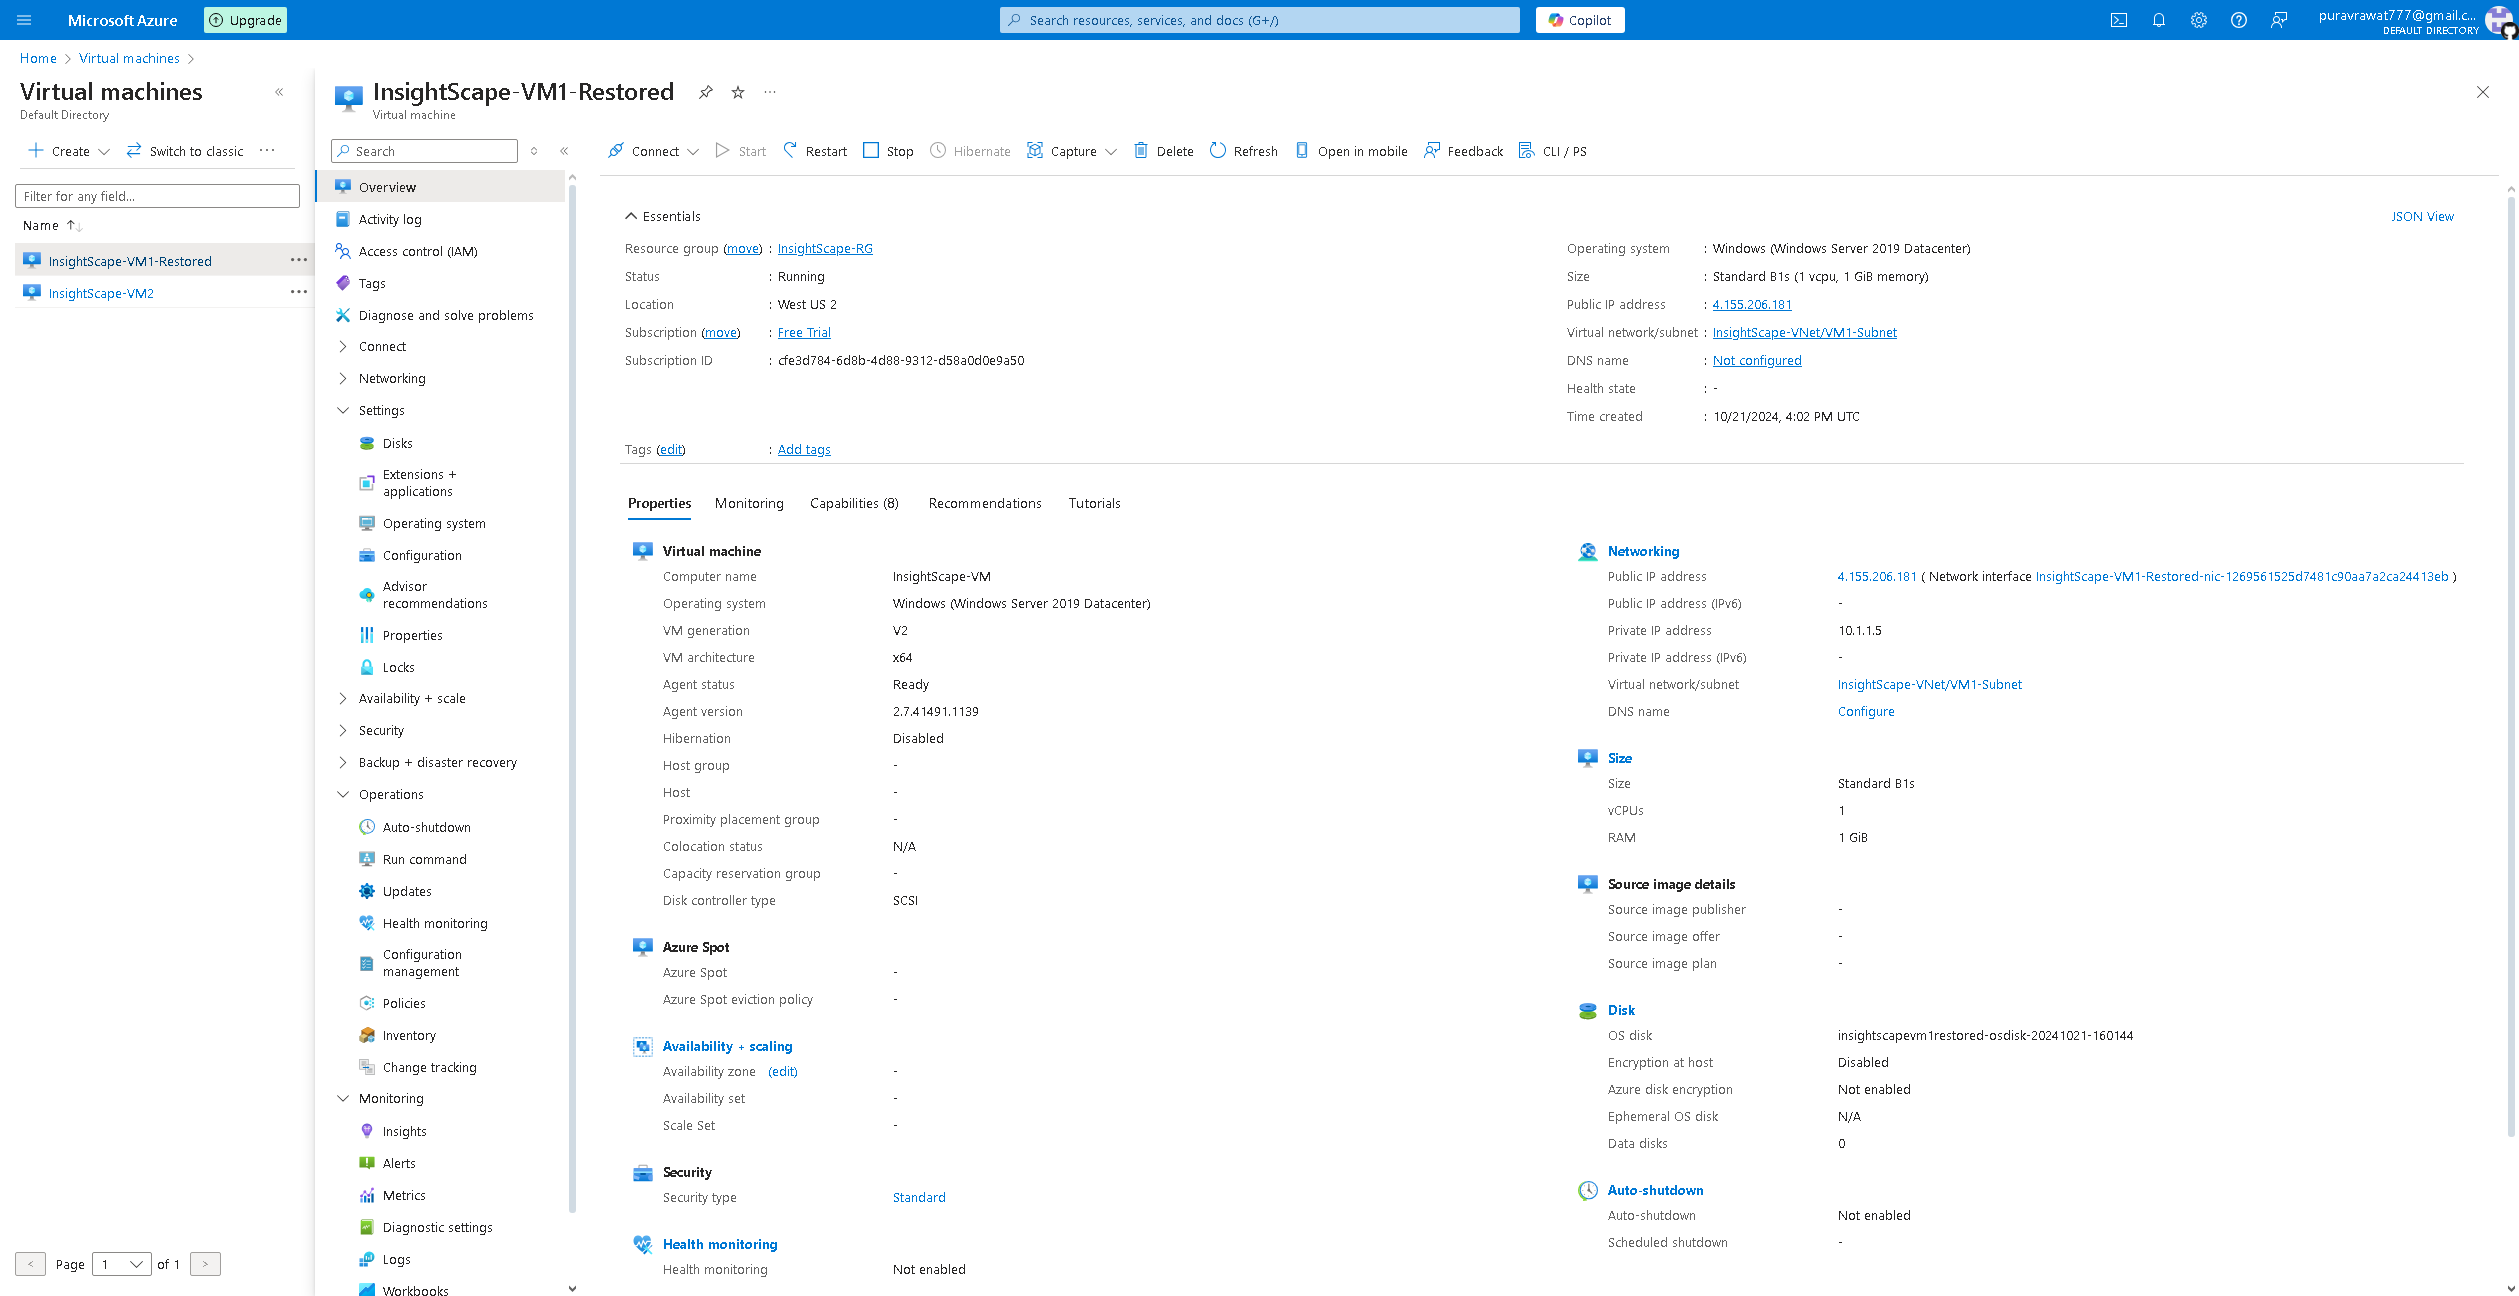 Microsoft Azure
Upgrade
Search resources, services, and docs (G+/)
Copilot
puravrawat777@gmail.c...
DEFAULT DIRECTORY
Home > Virtual machines >
Virtual machines
Default Directory
Create
Switch to classic
Filter for any field...
Name
InsightScape-VM1-Restored
InsightScape-VM2
< Page 1 of 1 >
InsightScape-VM1-Restored
Virtual machine
Search
Overview
Activity log
Access control (IAM)
Tags
Diagnose and solve problems
Connect
Networking
Settings
Disks
Extensions +
applications
Operating system
Configuration
Advisor
recommendations
Properties
Locks
Availability + scale
Security
Backup + disaster recovery
Operations
Auto-shutdown
Run command
Updates
Health monitoring
Configuration
management
Policies
Inventory
Change tracking
Monitoring
Insights
Alerts
Metrics
Diagnostic settings
Logs
Workbooks
Connect Start Restart Stop Hibernate Capture Delete Refresh Open in mobile Feedback CLI / PS
Essentials
JSON View
Resource group (move) : InsightScape-RG
Status : Running
Location : West US 2
Subscription (move) : Free Trial
Subscription ID : cfe3d784-6d8b-4d88-9312-d58a0d0e9a50
Operating system : Windows (Windows Server 2019 Datacenter)
Size : Standard B1s (1 vcpu, 1 GiB memory)
Public IP address : 4.155.206.181
Virtual network/subnet : InsightScape-VNet/VM1-Subnet
DNS name : Not configured
Health state : -
Time created : 10/21/2024, 4:02 PM UTC
Tags (edit) : Add tags
Properties Monitoring Capabilities (8) Recommendations Tutorials
Virtual machine
Computer name InsightScape-VM
Operating system Windows (Windows Server 2019 Datacenter)
VM generation V2
VM architecture x64
Agent status Ready
Agent version 2.7.41491.1139
Hibernation Disabled
Host group -
Host -
Proximity placement group -
Colocation status N/A
Capacity reservation group -
Disk controller type SCSI
Azure Spot
Azure Spot -
Azure Spot eviction policy -
Availability + scaling
Availability zone (edit) -
Availability set -
Scale Set -
Security
Security type Standard
Health monitoring
Health monitoring Not enabled
Networking
Public IP address 4.155.206.181 ( Network interface InsightScape-VM1-Restored-nic-1269561525d7481c90aa7a2ca24413eb )
Public IP address (IPv6) -
Private IP address 10.1.1.5
Private IP address (IPv6) -
Virtual network/subnet InsightScape-VNet/VM1-Subnet
DNS name Configure
Size
Size Standard B1s
vCPUs 1
RAM 1 GiB
Source image details
Source image publisher -
Source image offer -
Source image plan -
Disk
OS disk insightscapevm1restored-osdisk-20241021-160144
Encryption at host Disabled
Azure disk encryption Not enabled
Ephemeral OS disk N/A
Data disks 0
Auto-shutdown
Auto-shutdown Not enabled
Scheduled shutdown -